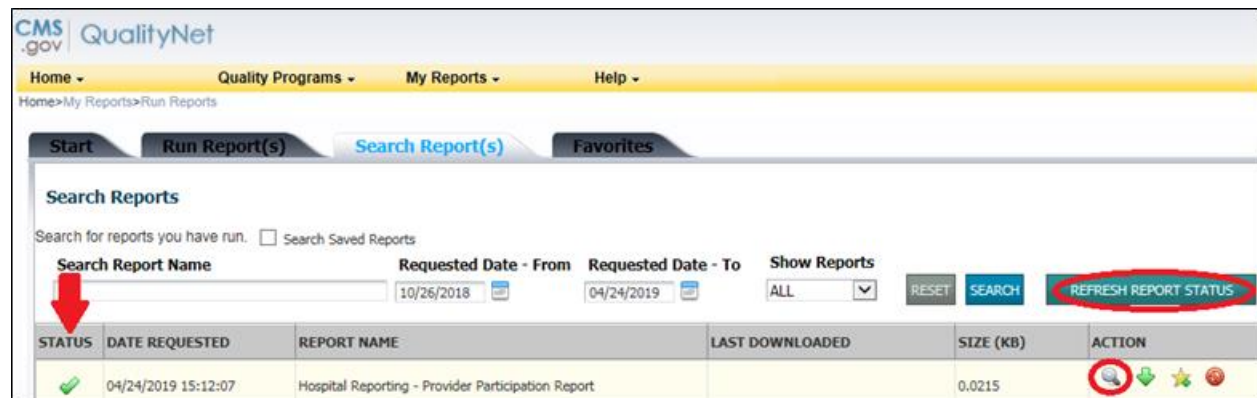 CMS
.gov
QualityNet
Home Quality Programs My Reports Help
Home>My Reports>Run Reports
Start Run Report(s) Search Report(s) Favorites
Search Reports
Search for reports you have run. Search Saved Reports
Search Report Name Requested Date - From Requested Date - To Show Reports
10/26/2018 04/24/2019 ALL RESET SEARCH REFRESH REPORT STATUS
STATUS DATE REQUESTED REPORT NAME LAST DOWNLOADED SIZE (KB) ACTION
04/24/2019 15:12:07 Hospital Reporting - Provider Participation Report 0.0215